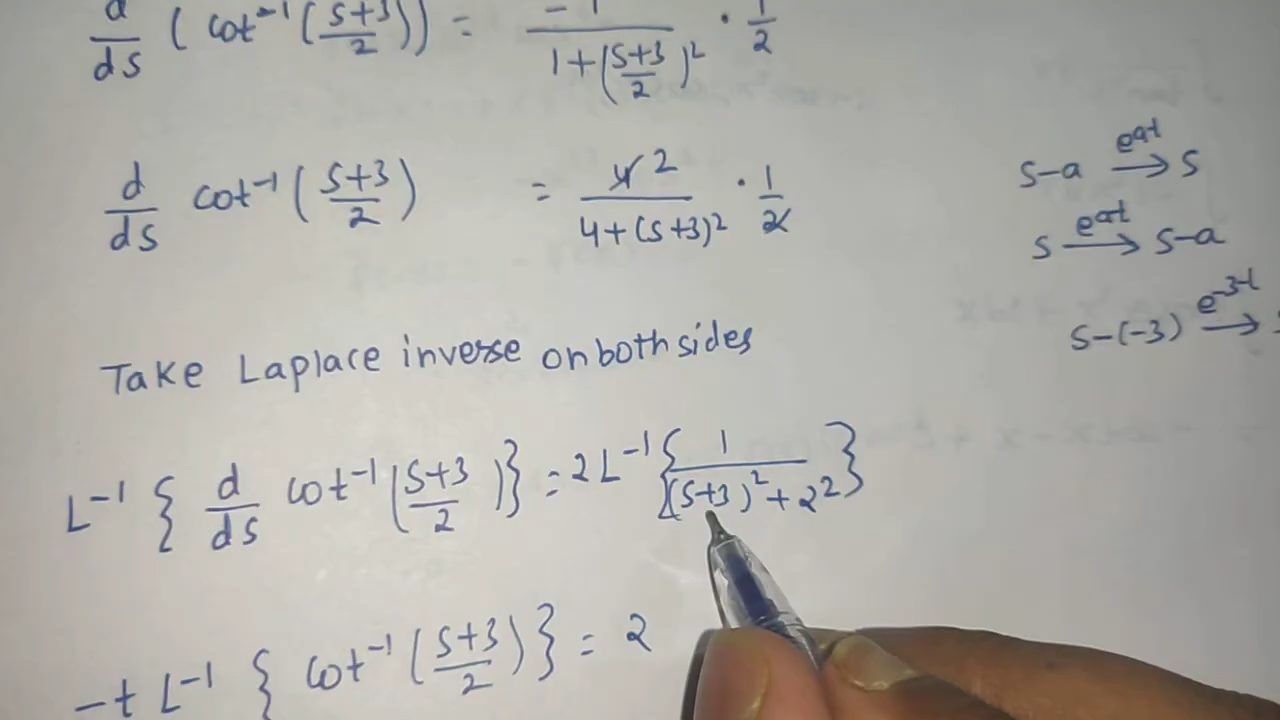 d/ds (cot⁻¹((s+3)/2)) = -1/(1+((s+3)/2)²) · 1/2
s-a →(e^{at}) s
d/ds cot⁻¹((s+3)/2) = 4 2/(4+(s+3)²) · 1/2
s →(e^{at}) s-a
s-(-3) →(e^{-3t})
Take Laplace inverse on both sides
L⁻¹{d/ds cot⁻¹((s+3)/2)} = 2L⁻¹{1/((s+3)²+2²)}
-t L⁻¹{cot⁻¹((s+3)/2)} = 2